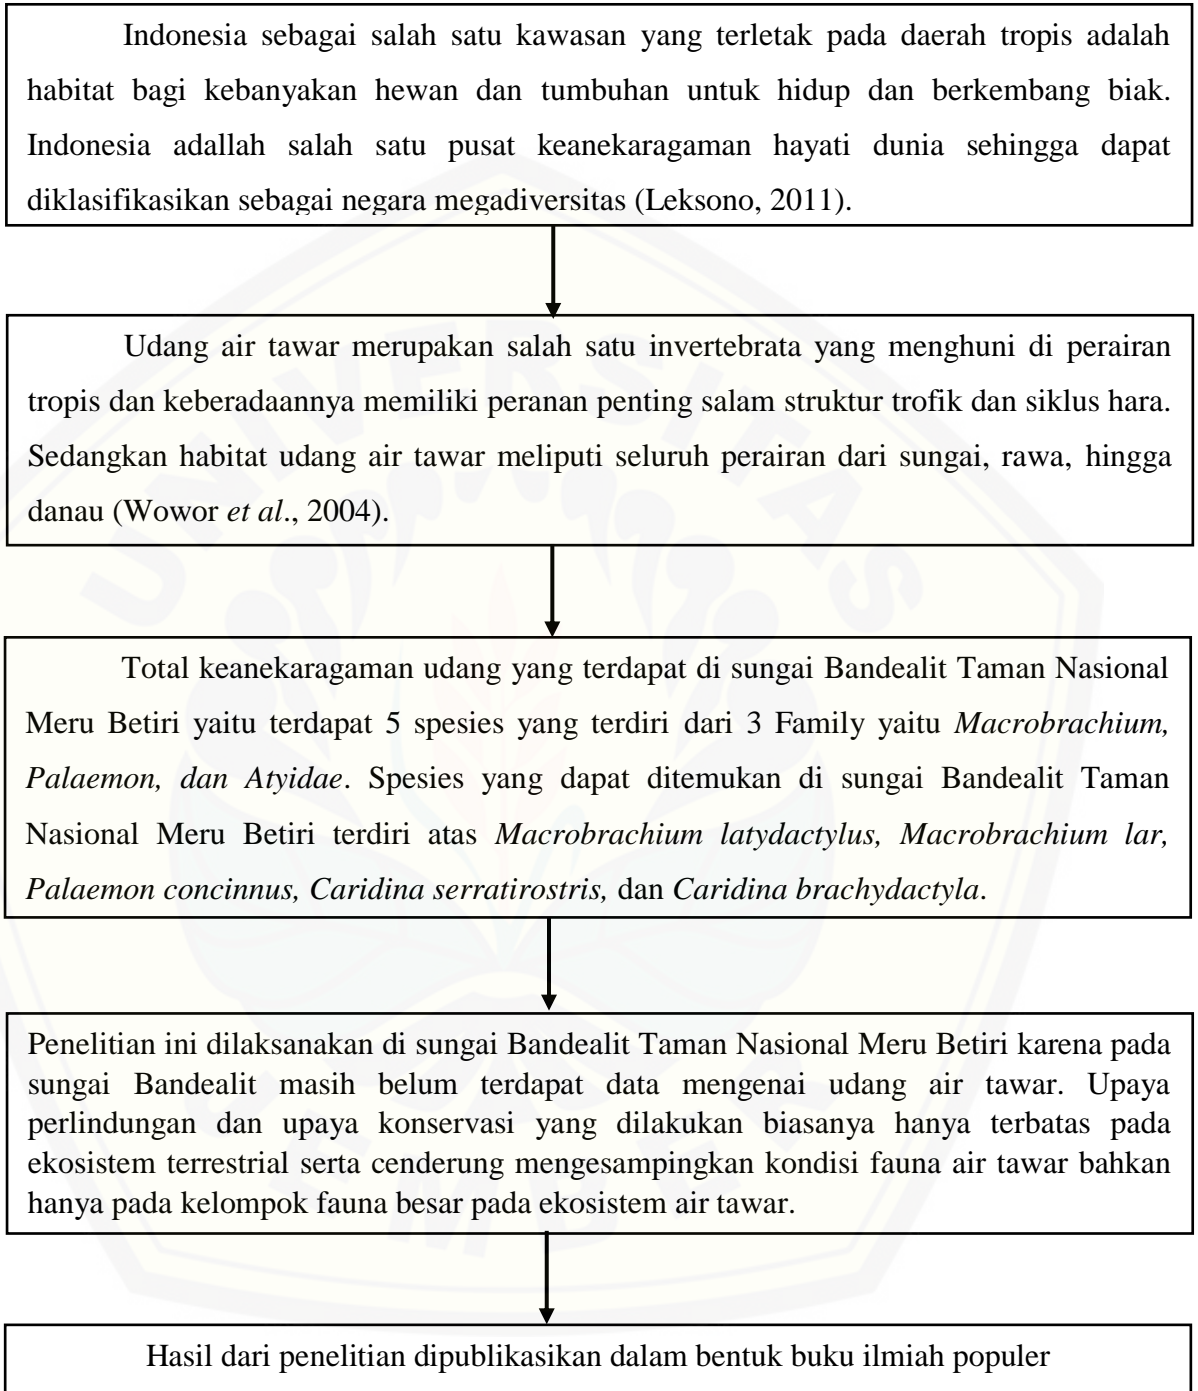 Indonesia sebagai salah satu kawasan yang terletak pada daerah tropis adalah
habitat bagi kebanyakan hewan dan tumbuhan untuk hidup dan berkembang biak.
Indonesia adallah salah satu pusat keanekaragaman hayati dunia sehingga dapat
diklasifikasikan sebagai negara megadiversitas (Leksono, 2011).
Udang air tawar merupakan salah satu invertebrata yang menghuni di perairan
tropis dan keberadaannya memiliki peranan penting salam struktur trofik dan siklus hara.
Sedangkan habitat udang air tawar meliputi seluruh perairan dari sungai, rawa, hingga
danau (Wowor et al., 2004).
Total keanekaragaman udang yang terdapat di sungai Bandealit Taman Nasional
Meru Betiri yaitu terdapat 5 spesies yang terdiri dari 3 Family yaitu Macrobrachium,
Palaemon, dan Atyidae. Spesies yang dapat ditemukan di sungai Bandealit Taman
Nasional Meru Betiri terdiri atas Macrobrachium latydactylus, Macrobrachium lar,
Palaemon concinnus, Caridina serratirostris, dan Caridina brachydactyla.
Penelitian ini dilaksanakan di sungai Bandealit Taman Nasional Meru Betiri karena pada
sungai Bandealit masih belum terdapat data mengenai udang air tawar. Upaya
perlindungan dan upaya konservasi yang dilakukan biasanya hanya terbatas pada
ekosistem terrestrial serta cenderung mengesampingkan kondisi fauna air tawar bahkan
hanya pada kelompok fauna besar pada ekosistem air tawar.
Hasil dari penelitian dipublikasikan dalam bentuk buku ilmiah populer
UNIVERSITAS
JEMBER